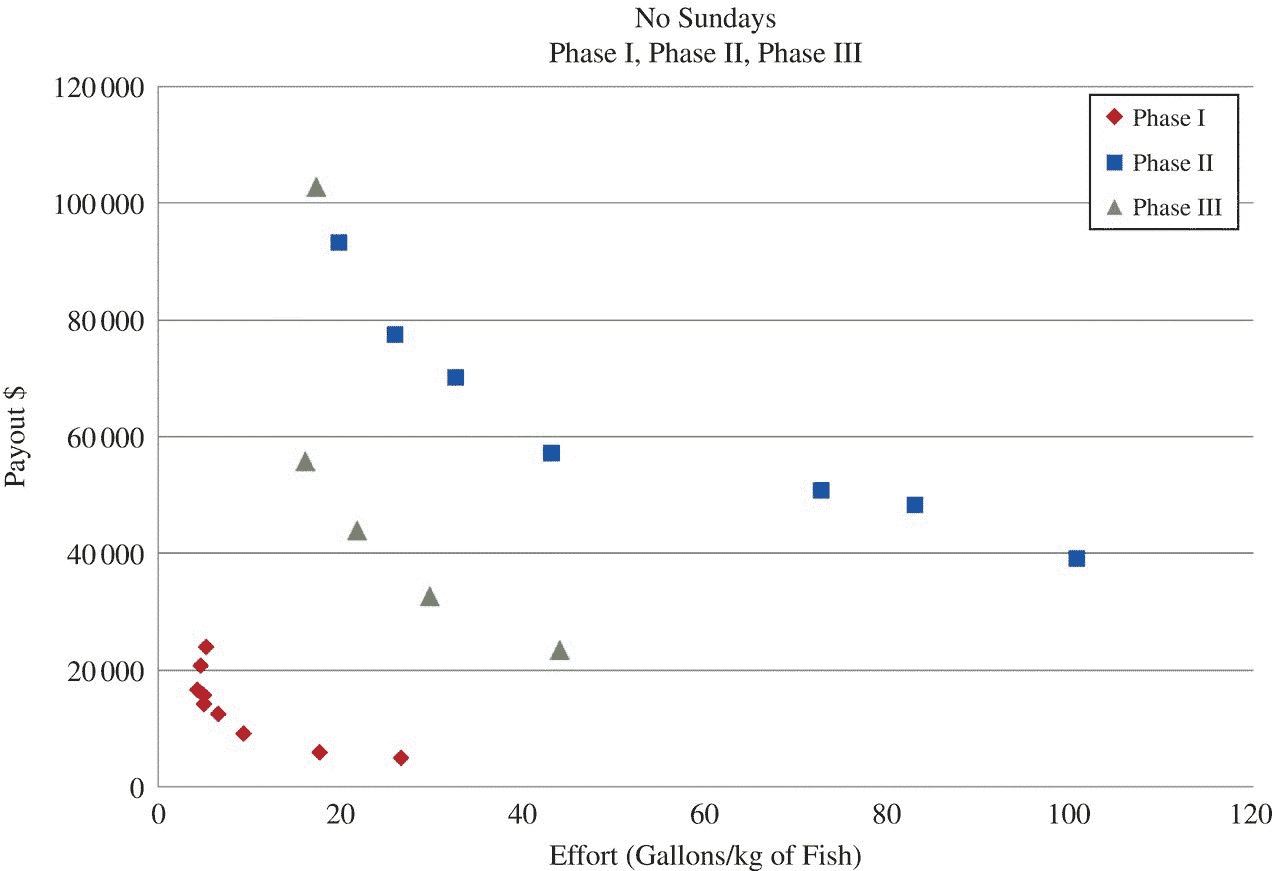 No Sundays
Phase I, Phase II, Phase III
120 000
100 000
80 000
60 000
40 000
20 000
0
Payout $
Phase I
Phase II
Phase III
0 20 40 60 80 100 120
Effort (Gallons/kg of Fish)